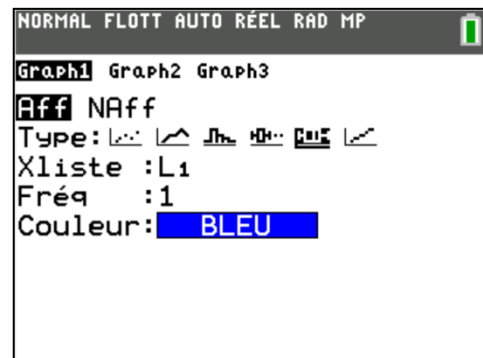 NORMAL FLOTT AUTO RÉEL RAD MP
Graph1 Graph2 Graph3
Aff NAff
Type:
Xliste :L1
Fréq :1
Couleur: BLEU